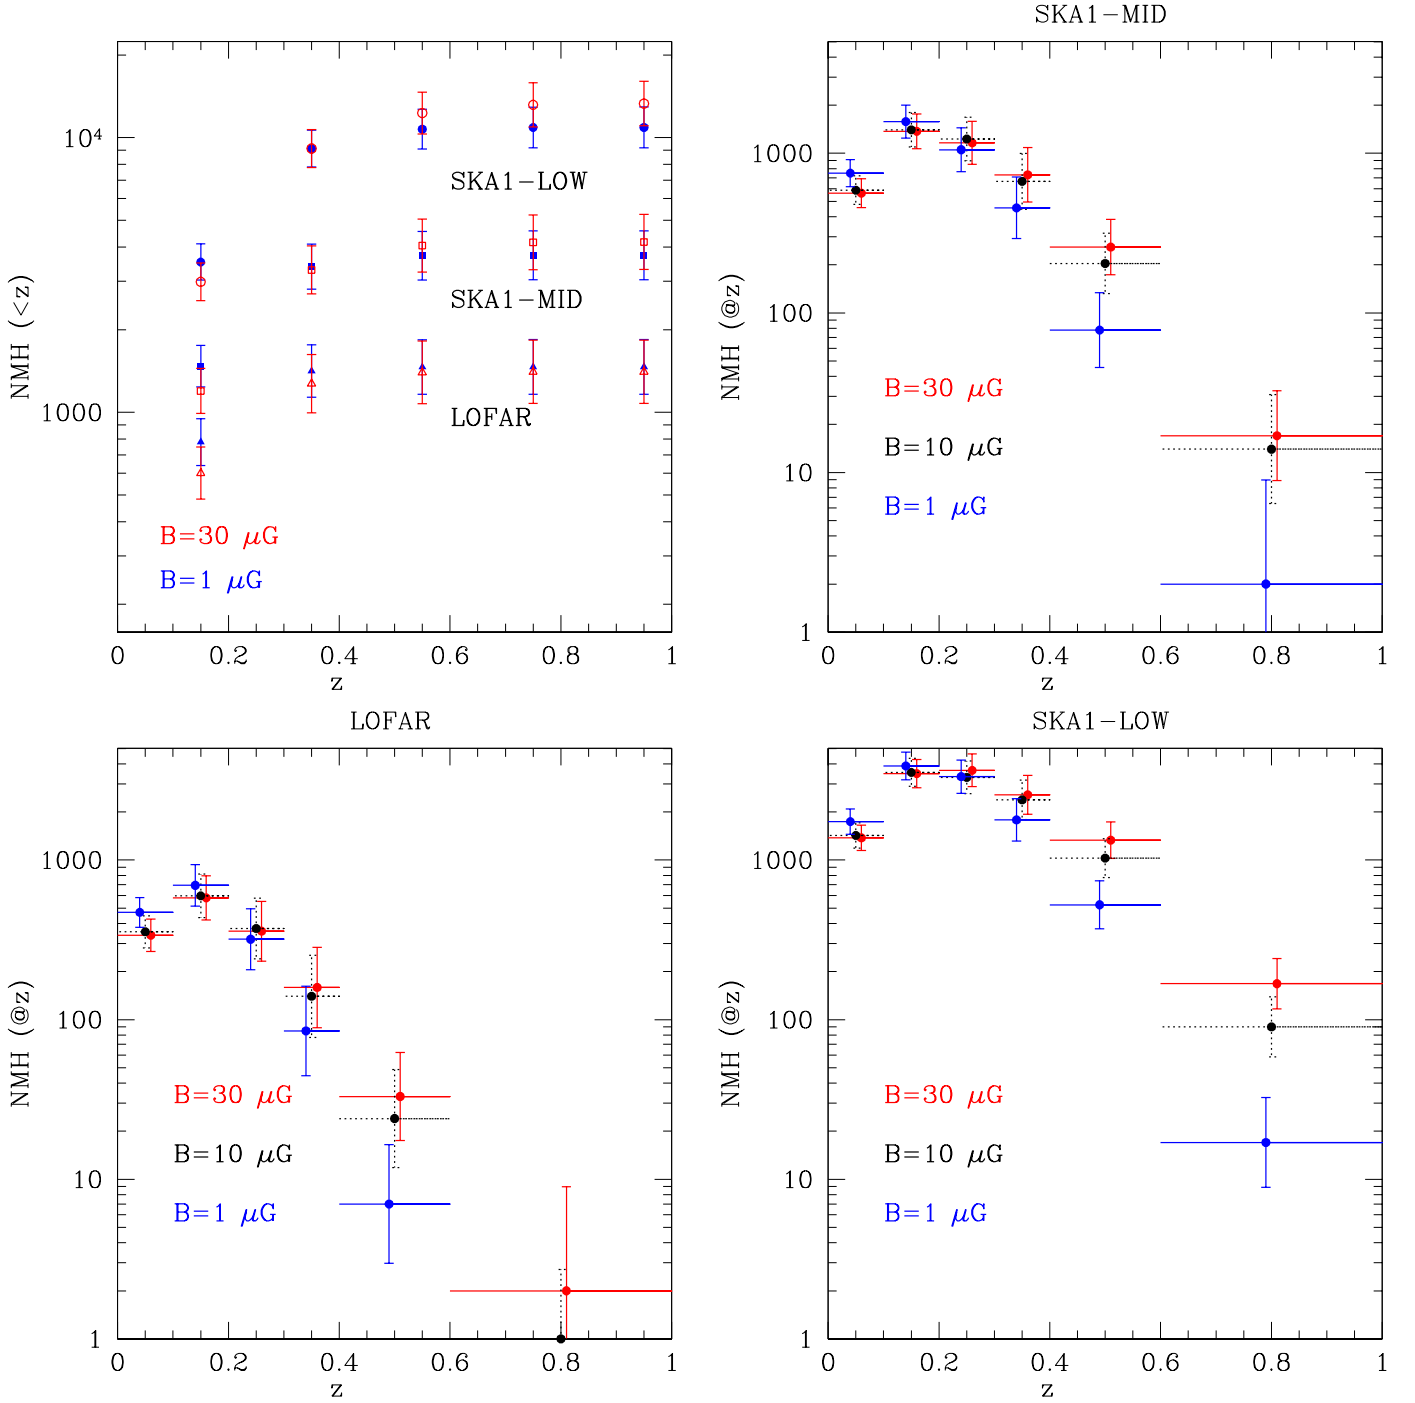 NMH (<z)
10⁴
1000
SKA1-LOW
SKA1-MID
LOFAR
B=30 μG
B=1 μG
0 0.2 0.4 0.6 0.8 1
z
SKA1-MID
NMH (@z)
1000
100
10
1
B=30 μG
B=10 μG
B=1 μG
0 0.2 0.4 0.6 0.8 1
z
LOFAR
NMH (@z)
1000
100
10
1
B=30 μG
B=10 μG
B=1 μG
0 0.2 0.4 0.6 0.8 1
z
SKA1-LOW
NMH (@z)
1000
100
10
1
B=30 μG
B=10 μG
B=1 μG
0 0.2 0.4 0.6 0.8 1
z